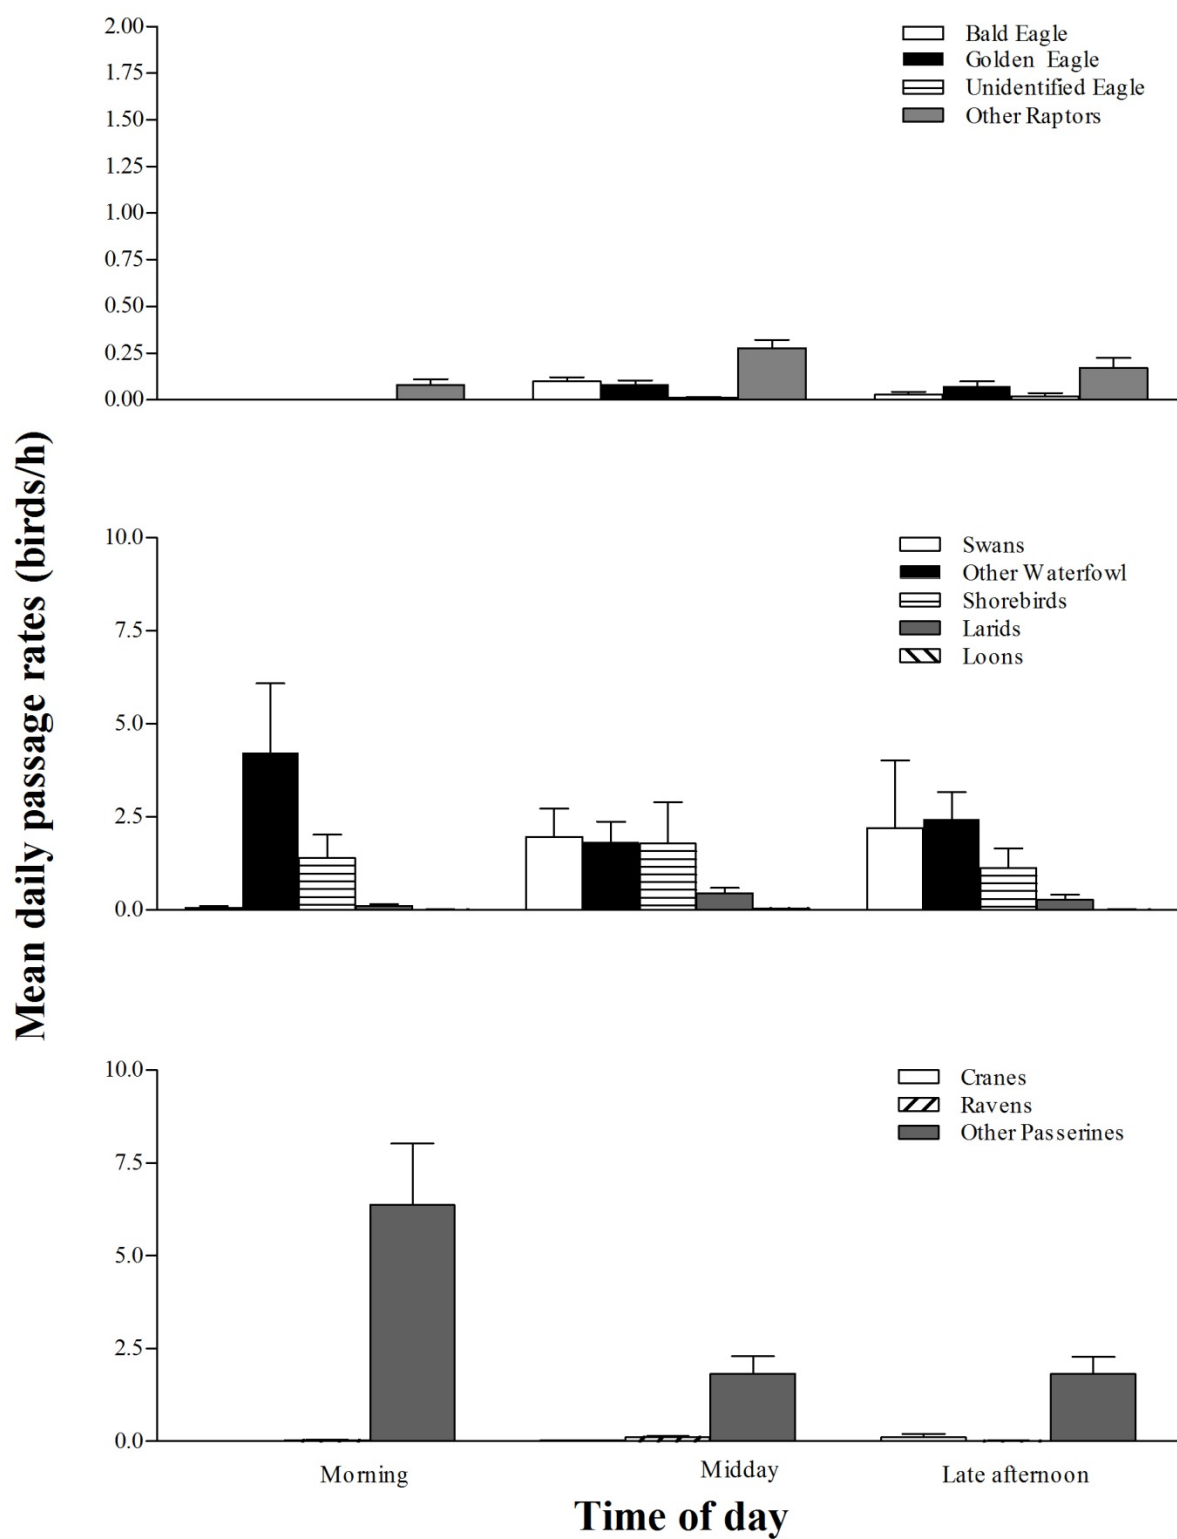 2.00
1.75
1.50
1.25
1.00
0.75
0.50
0.25
0.00
Bald Eagle
Golden Eagle
Unidentified Eagle
Other Raptors
Mean daily passage rates (birds/h)
10.0
7.5
5.0
2.5
0.0
Swans
Other Waterfowl
Shorebirds
Larids
Loons
10.0
7.5
5.0
2.5
0.0
Cranes
Ravens
Other Passerines
Morning
Midday
Late afternoon
Time of day